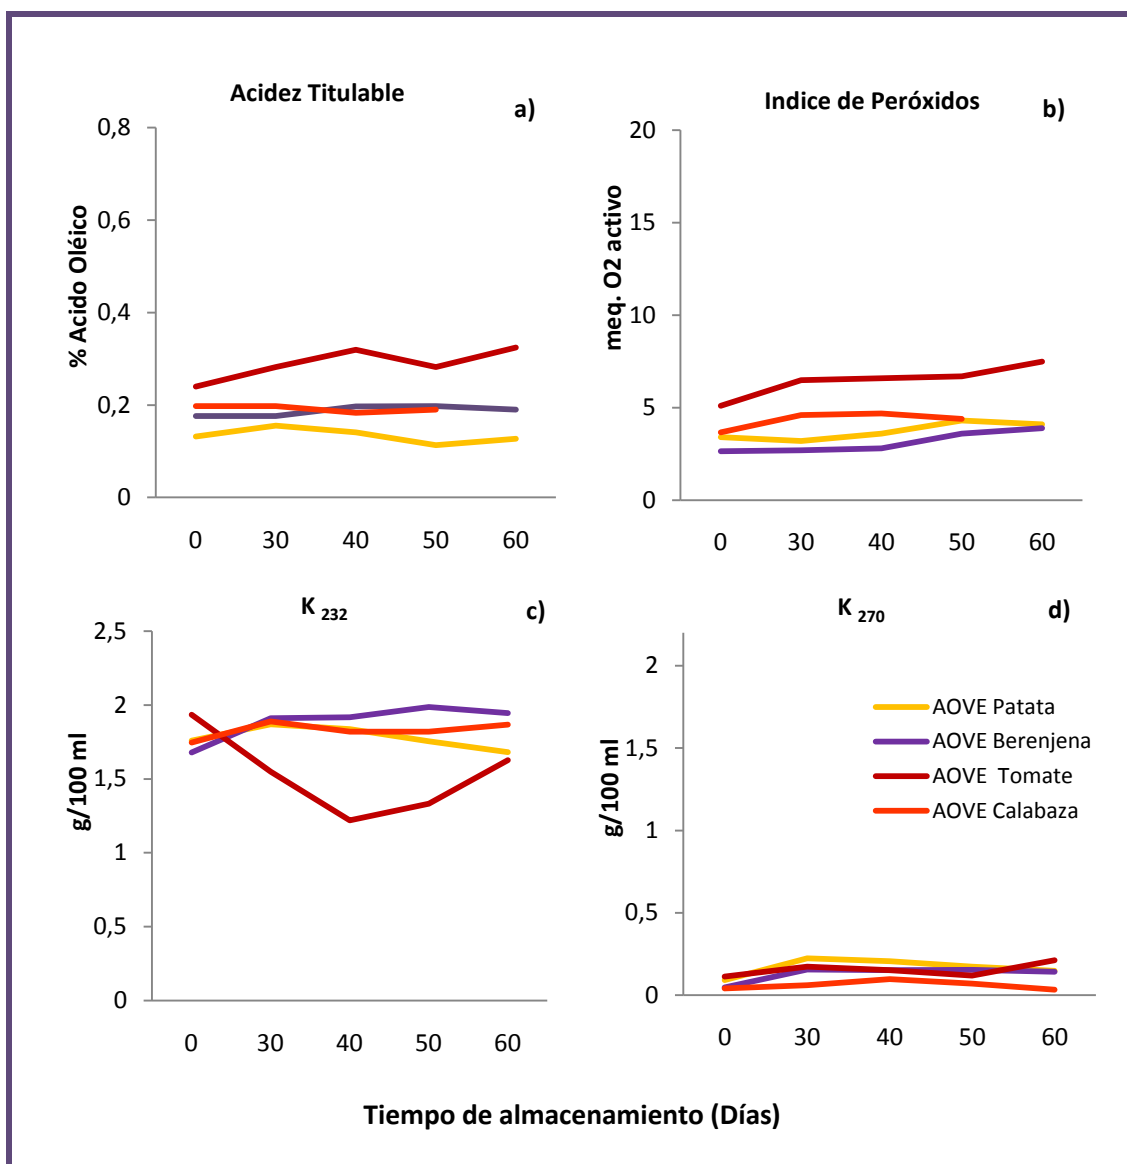 Acidez Titulable
a)
0,8
0,6
0,4
0,2
0
% Acido Oléico
0 30 40 50 60
Indice de Peróxidos
b)
20
15
10
5
0
meq. O2 activo
0 30 40 50 60
K 232
c)
2,5
2
1,5
1
0,5
0
g/100 ml
0 30 40 50 60
K 270
d)
2
1,5
1
0,5
0
g/100 ml
AOVE Patata
AOVE Berenjena
AOVE Tomate
AOVE Calabaza
0 30 40 50 60
Tiempo de almacenamiento (Días)